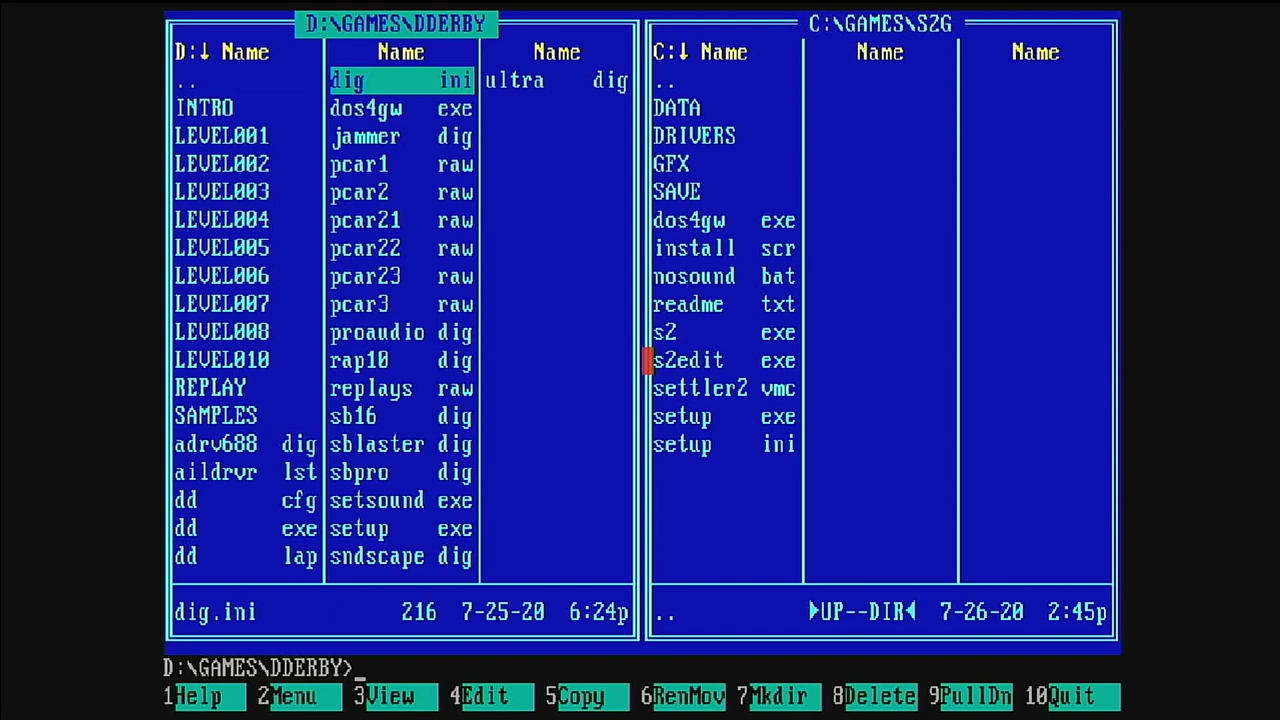 D:\GAMES\DDERBY C:\GAMES\S2G
D:↓ Name Name Name C:↓ Name Name Name
.. dig ini ultra dig ..
INTRO dos4gw exe DATA
LEVEL001 jammer dig DRIVERS
LEVEL002 pcar1 raw GFX
LEVEL003 pcar2 raw SAVE
LEVEL004 pcar21 raw dos4gw exe
LEVEL005 pcar22 raw install scr
LEVEL006 pcar23 raw nosound bat
LEVEL007 pcar3 raw readme txt
LEVEL008 proaudio dig s2 exe
LEVEL010 rap10 dig s2edit exe
REPLAY replays raw settler2 vmc
SAMPLES sb16 dig setup exe
adrv688 dig sblaster dig setup ini
aildrvr lst sbpro dig
dd cfg setsound exe
dd exe setup exe
dd lap sndscape dig
dig.ini 216 7-25-20 6:24p .. ►UP--DIR◄ 7-26-20 2:45p
D:\GAMES\DDERBY>_
1Help 2Menu 3View 4Edit 5Copy 6RenMov 7Mkdir 8Delete 9PullDn 10Quit